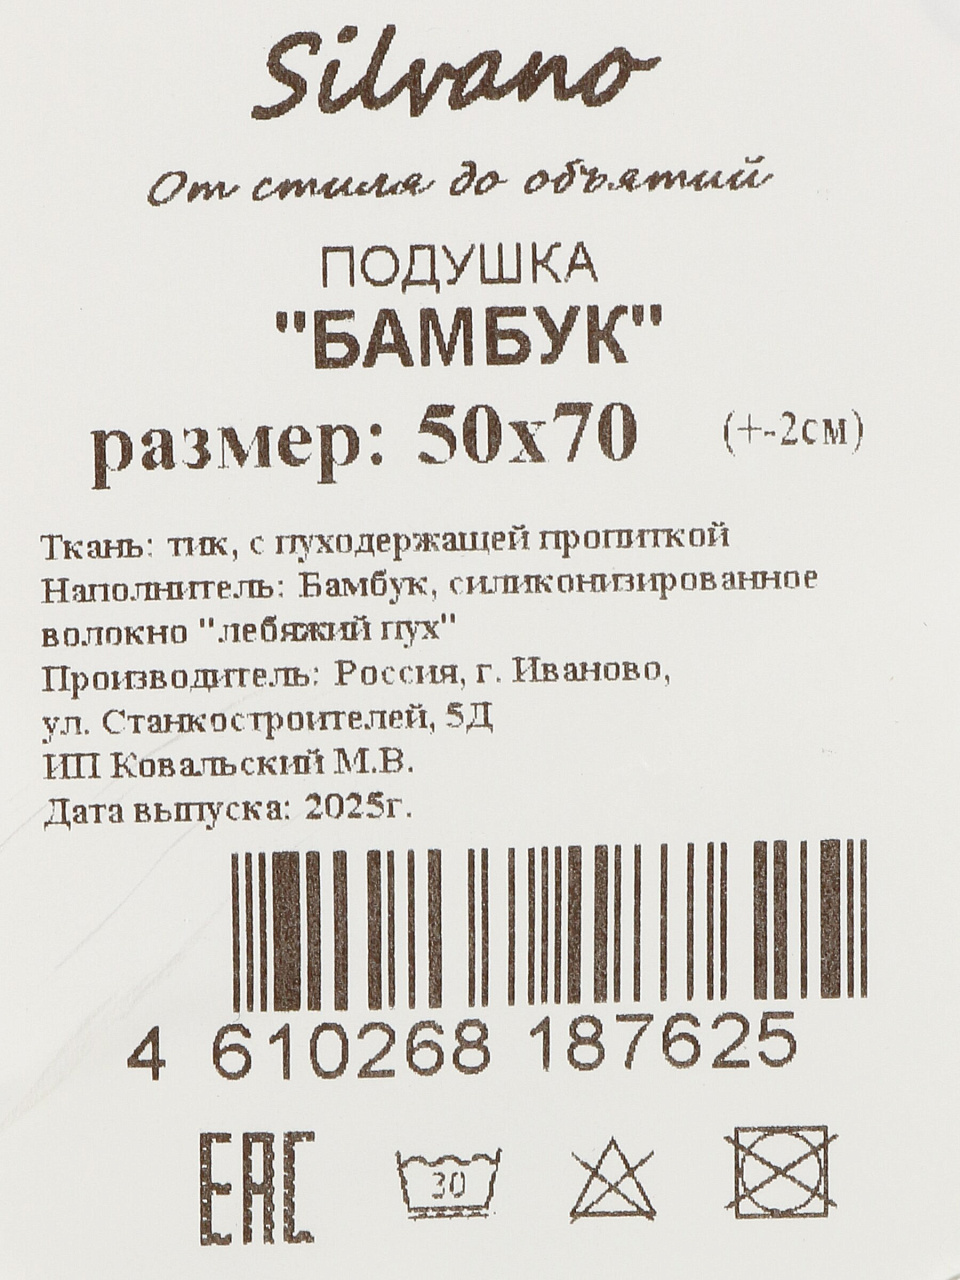 Silvano
От стиля до объятий
ПОДУШКА
"БАМБУК"
размер: 50x70 (+-2см)
Ткань: тик, с пуходержащей пропиткой
Наполнитель: Бамбук, силиконизированное
волокно "лебяжий пух"
Производитель: Россия, г. Иваново,
ул. Станкостроителей, 5Д
ИП Ковальский М.В.
Дата выпуска: 2025г.
4 610268 187625
EAC 30